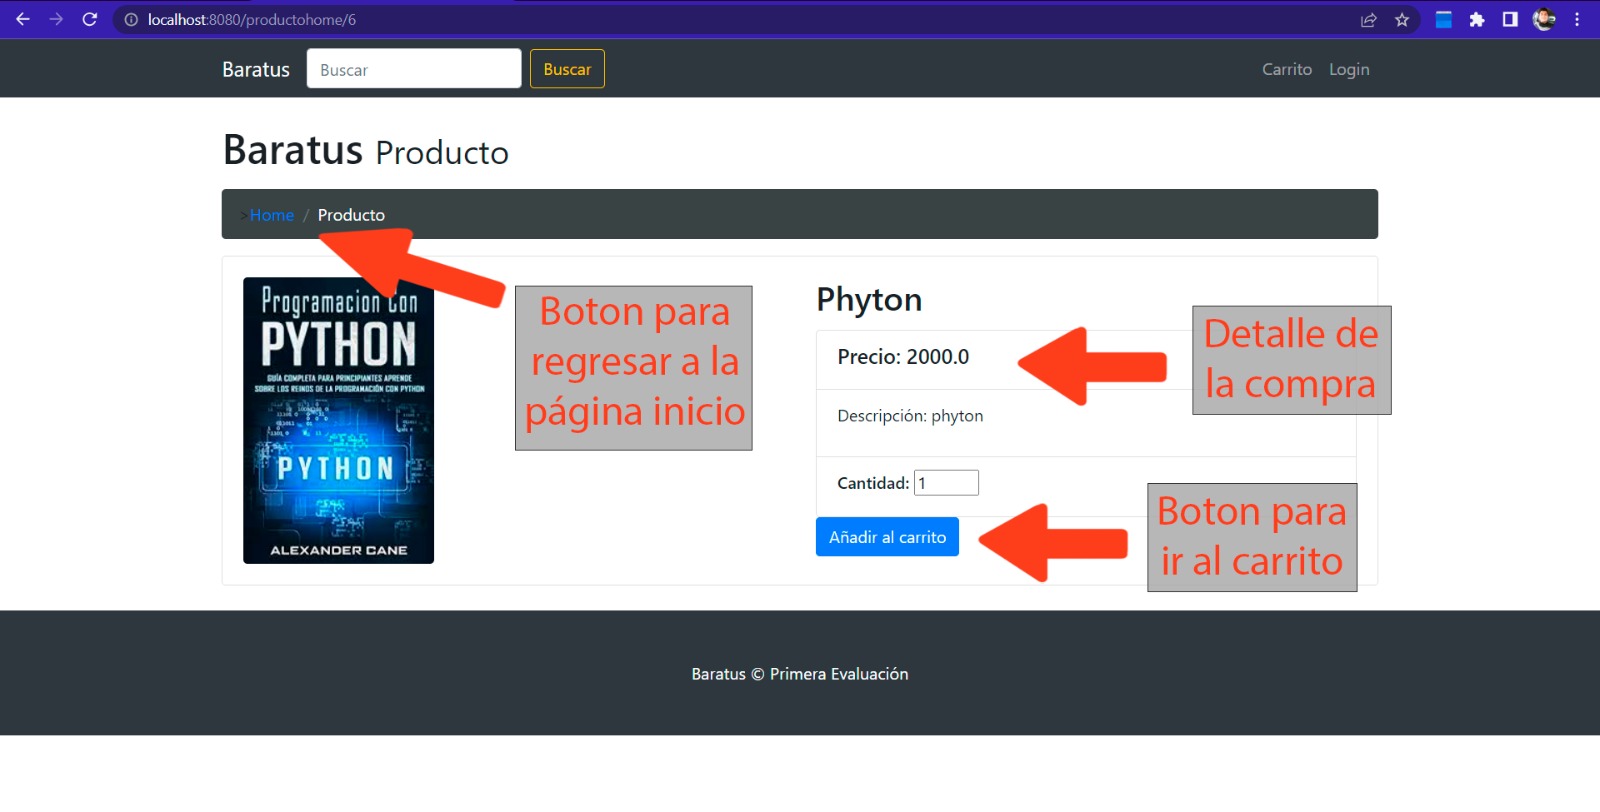 localhost:8080/productohome/6
Baratus
Buscar
Buscar
Carrito
Login
Baratus Producto
>Home / Producto
Programacion Con
PYTHON
GUÍA COMPLETA PARA PRINCIPIANTES APRENDE
SOBRE LOS REINOS DE LA PROGRAMACIÓN CON PYTHON
PYTHON
ALEXANDER CANE
Boton para
regresar a la
página inicio
Phyton
Precio: 2000.0
Detalle de
la compra
Descripción: phyton
Cantidad: 1
Añadir al carrito
Boton para
ir al carrito
Baratus © Primera Evaluación